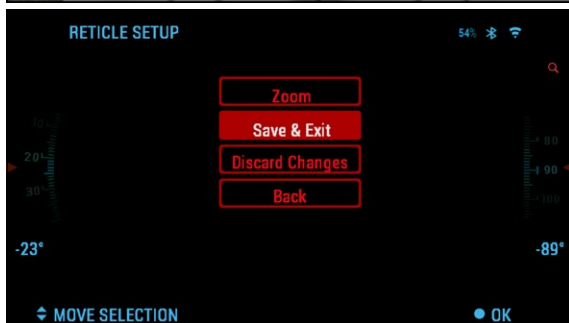 RETICLE SETUP
54%
Zoom
Save & Exit
Discard Changes
Back
20
30
80
90
100
-23°
-89°
MOVE SELECTION
OK